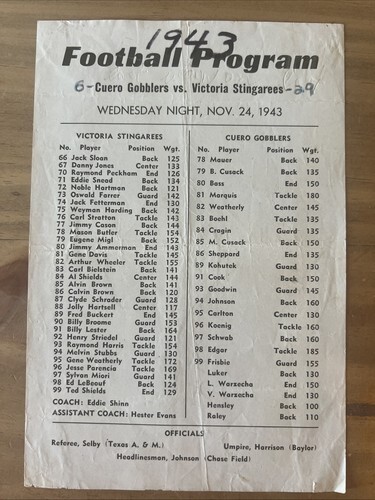 1943
Football Program
6- Cuero Gobblers vs. Victoria Stingarees -29
WEDNESDAY NIGHT, NOV. 24, 1943
VICTORIA STINGAREES
No. Player Position Wgt.
66 Jack Sloan Back 125
67 Danny Jones Center 133
70 Raymond Peckham End 126
71 Eddie Sneed Back 134
72 Noble Hartman Back 121
73 Oswald Farrer Guard 142
74 Jack Fetterman End 130
75 Weyman Harding Back 142
76 Carl Stratton Tackle 143
77 Jimmy Cason Back 144
78 Mason Butler Tackle 154
79 Eugene Migl Back 152
80 Jimmy Ammerman End 143
81 Gene Davis Tackle 145
82 Arthur Wheeler Tackle 155
83 Carl Bielstein Back 141
84 Al Shields Center 144
85 Alvin Brown Back 141
86 Calvin Brown Back 120
87 Clyde Schrader Guard 128
88 Jolly Hartsell Center 117
89 Fred Buckert End 145
90 Billy Broome Guard 153
91 Billy Lester Back 164
92 Henry Striedel Guard 121
93 Raymond Harris Tackle 154
94 Melvin Stubbs Guard 130
95 Gene Weathley Tackle 172
96 Jesse Particia Tackle 169
97 Sylvan Miori Guard 141
98 Ed LeBeouf Back 124
99 Ted Shields End 129
COACH: Eddie Shinn
ASSISTANT COACH: Hester Evans
CUERO GOBBLERS
No. Player Position Wgt.
78 Mauer Back 140
79 B. Cusack Back 135
80 Bass End 150
81 Marquis Tackle 180
82 Weatherly Center 145
83 Boehl Tackle 135
84 Cragin Guard 135
85 M. Cusack Back 150
86 Sheppard End 135
89 Kohutek Guard 130
91 Cook Back 150
93 Goodwin Guard 145
94 Johnson Back 160
95 Carlton End 130
96 Koenig Tackle 160
97 Schwab Back 160
98 Edgar Tackle 185
99 Frisbie Guard 155
Luker Back 130
L. Warzecha End 150
V. Warzecha End 130
Hensley Back 100
Raley Back 110
OFFICIALS
Referee, Selby (Texas A. & M.) Umpire, Harrison (Baylor)
Headlinesman, Johnson (Chase Field)